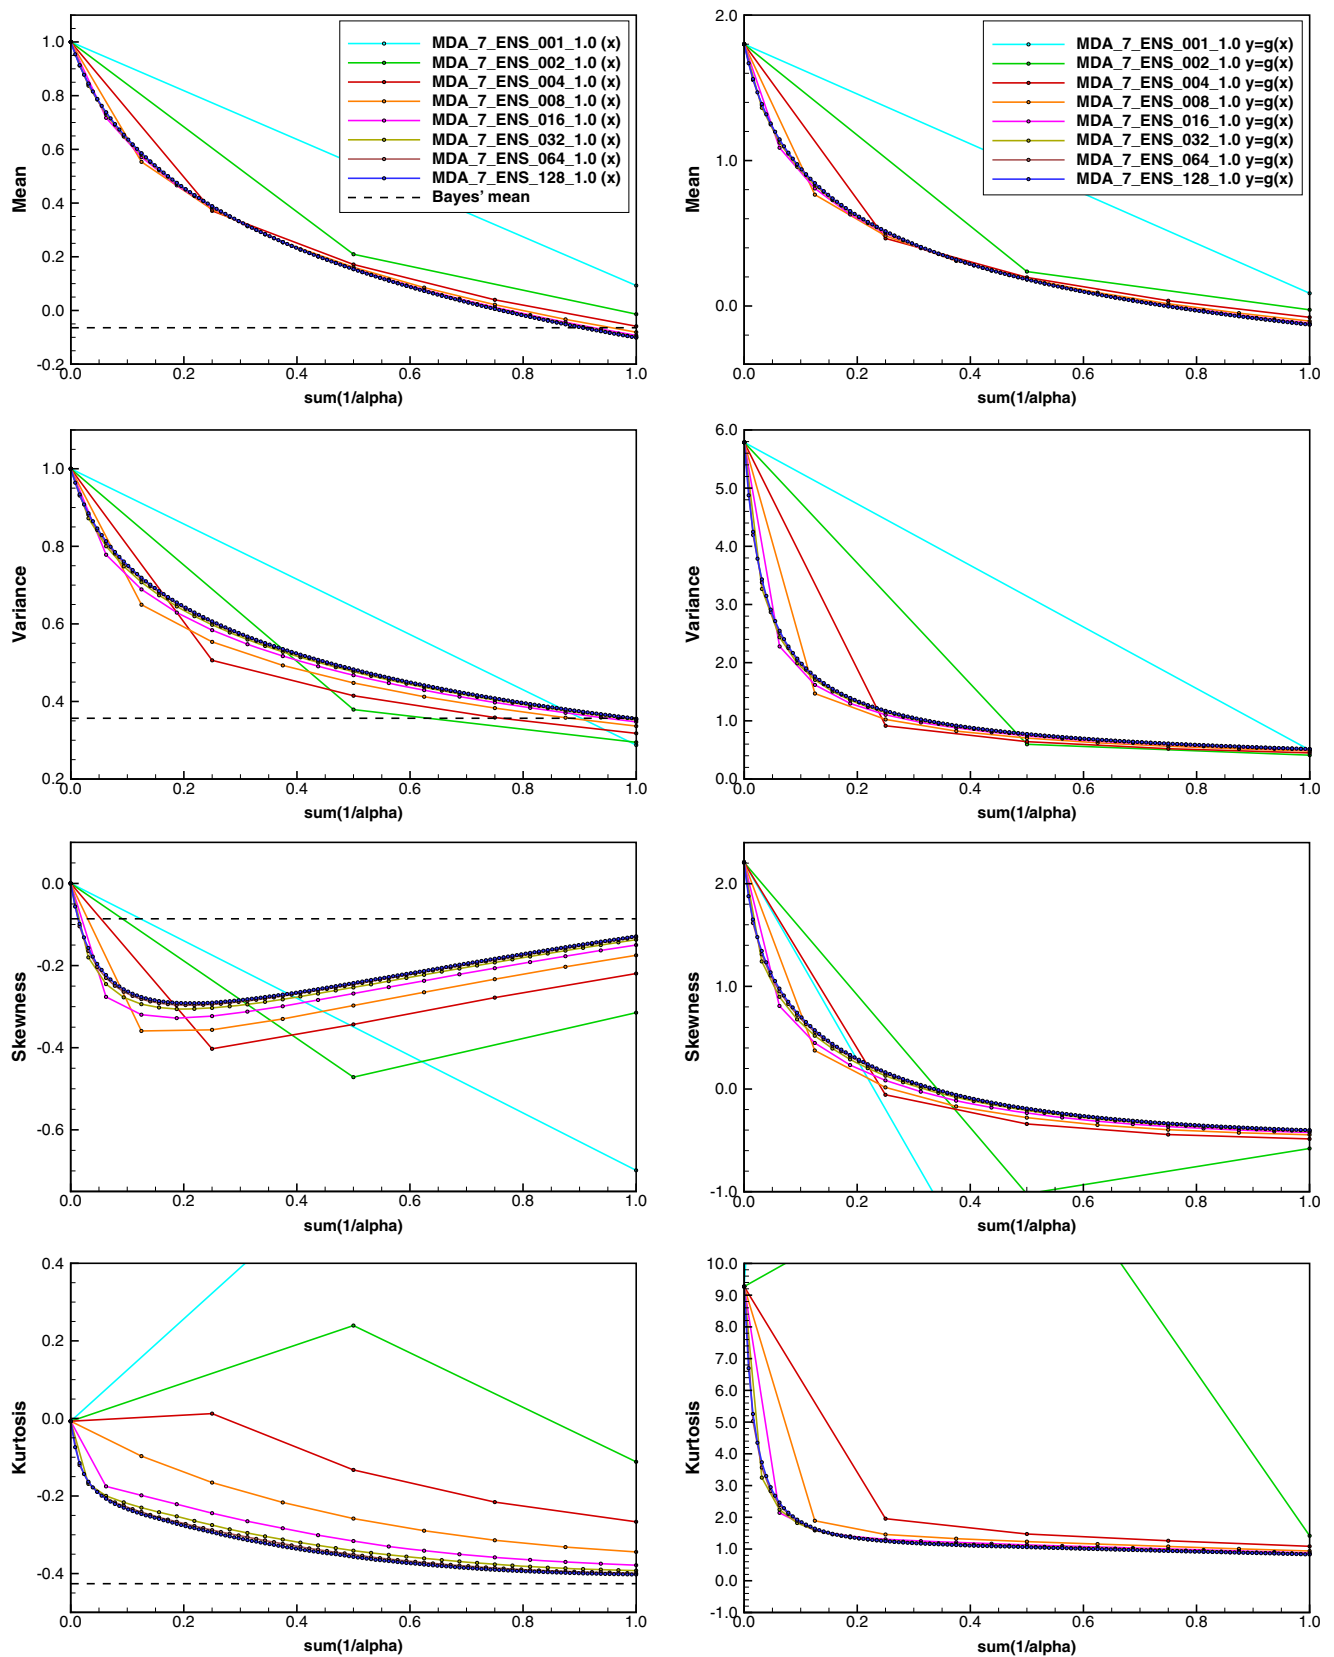 1.0
0.8
0.6
0.4
0.2
0.0
-0.2
Mean
MDA_7_ENS_001_1.0 (x)
MDA_7_ENS_002_1.0 (x)
MDA_7_ENS_004_1.0 (x)
MDA_7_ENS_008_1.0 (x)
MDA_7_ENS_016_1.0 (x)
MDA_7_ENS_032_1.0 (x)
MDA_7_ENS_064_1.0 (x)
MDA_7_ENS_128_1.0 (x)
Bayes' mean
0.0 0.2 0.4 0.6 0.8 1.0
sum(1/alpha)
2.0
1.0
0.0
Mean
MDA_7_ENS_001_1.0 y=g(x)
MDA_7_ENS_002_1.0 y=g(x)
MDA_7_ENS_004_1.0 y=g(x)
MDA_7_ENS_008_1.0 y=g(x)
MDA_7_ENS_016_1.0 y=g(x)
MDA_7_ENS_032_1.0 y=g(x)
MDA_7_ENS_064_1.0 y=g(x)
MDA_7_ENS_128_1.0 y=g(x)
0.0 0.2 0.4 0.6 0.8 1.0
sum(1/alpha)
1.0
0.8
0.6
0.4
0.2
Variance
0.0 0.2 0.4 0.6 0.8 1.0
sum(1/alpha)
6.0
5.0
4.0
3.0
2.0
1.0
0.0
Variance
0.0 0.2 0.4 0.6 0.8 1.0
sum(1/alpha)
0.0
-0.2
-0.4
-0.6
Skewness
0.0 0.2 0.4 0.6 0.8 1.0
sum(1/alpha)
2.0
1.0
0.0
-1.0
Skewness
0.0 0.2 0.4 0.6 0.8 1.0
sum(1/alpha)
0.4
0.2
0.0
-0.2
-0.4
Kurtosis
0.0 0.2 0.4 0.6 0.8 1.0
sum(1/alpha)
10.0
9.0
8.0
7.0
6.0
5.0
4.0
3.0
2.0
1.0
0.0
-1.0
Kurtosis
0.0 0.2 0.4 0.6 0.8 1.0
sum(1/alpha)